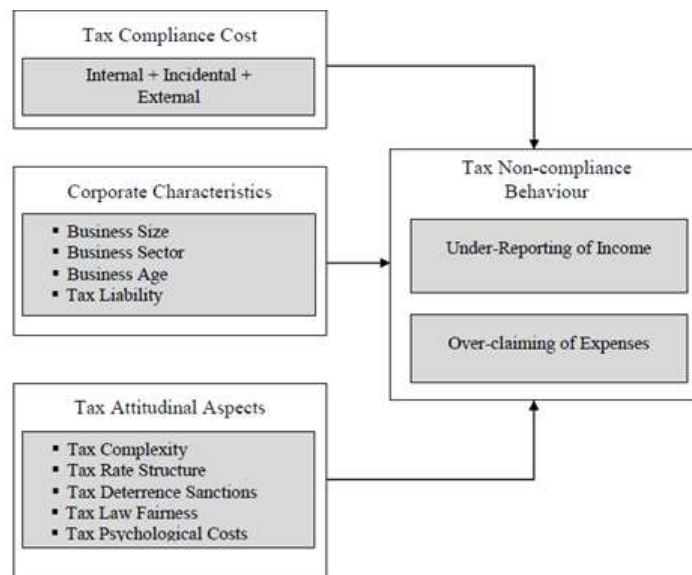 Tax Compliance Cost
Internal + Incidental +
External
Corporate Characteristics
▪ Business Size
▪ Business Sector
▪ Business Age
▪ Tax Liability
Tax Attitudinal Aspects
▪ Tax Complexity
▪ Tax Rate Structure
▪ Tax Deterrence Sanctions
▪ Tax Law Fairness
▪ Tax Psychological Costs
Tax Non-compliance
Behaviour
Under-Reporting of Income
Over-claiming of Expenses